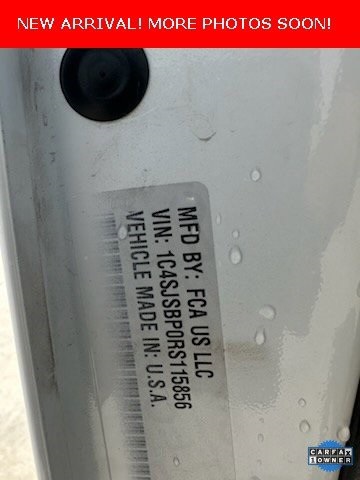 NEW ARRIVAL! MORE PHOTOS SOON!
MFD BY: FCA US LLC
VIN: 1C4SJSBP0RS115856
VEHICLE MADE IN: U.S.A.
CARFAX
1 OWNER